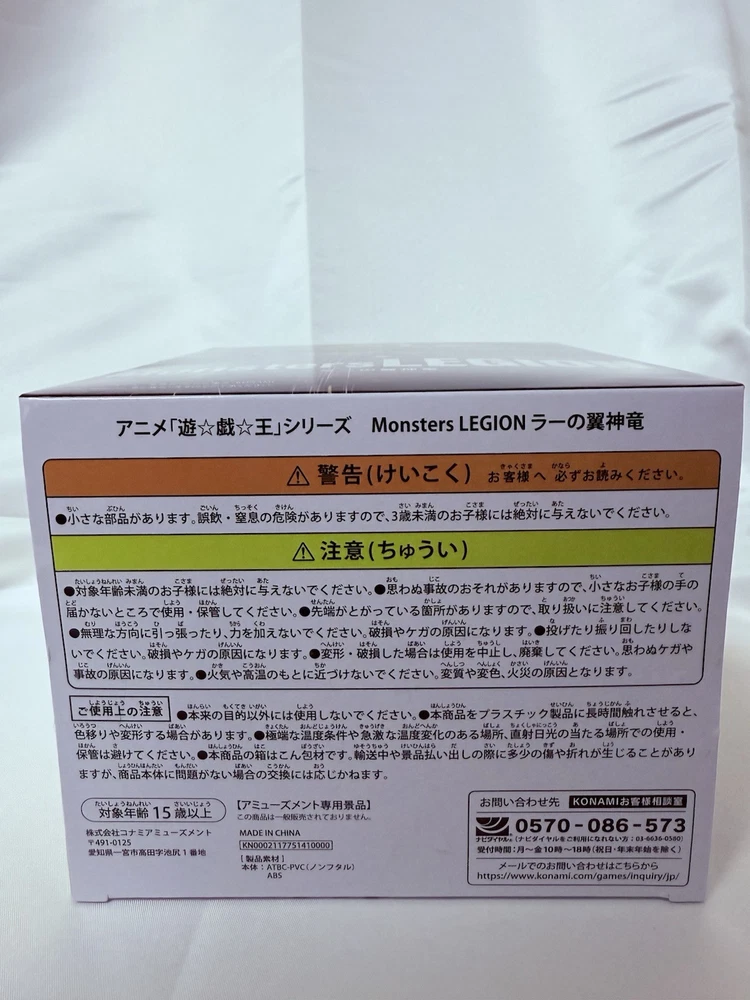 アニメ「遊☆戯☆王」シリーズ Monsters LEGION ラーの翼神竜
⚠警告(けいこく) お客様へ 必ずお読みください。
●小さな部品があります。誤飲・窒息の危険がありますので、3歳未満のお子様には絶対に与えないでください。
⚠注意(ちゅうい)
●対象年齢未満のお子様には絶対に与えないでください。●思わぬ事故のおそれがありますので、小さなお子様の手の
届かないところで使用・保管してください。●先端がとがっている箇所がありますので、取り扱いに注意してください。
●無理な方向に引っ張ったり、力を加えないでください。破損やケガの原因になります。●投げたり振り回したりしな
いでください。破損やケガの原因になります。●変形・破損した場合は使用を中止し、廃棄してください。思わぬケガや
事故の原因になります。●火気や高温のもとに近づけないでください。変質や変色、火災の原因となります。
ご使用上の注意 ●本来の目的以外には使用しないでください。●本商品をプラスチック製品に長時間触れさせると、
色移りや変形する場合があります。●極端な温度条件や急激な温度変化のある場所、直射日光の当たる場所での使用・
保管は避けてください。●本商品の箱はこん包材です。輸送中や景品払い出しの際に多少の傷や折れが生じることがあり
ますが、商品本体に問題がない場合の交換には応じかねます。
対象年齢 15歳以上
株式会社コナミアミューズメント
〒491-0125
愛知県一宮市高田字池尻1番地
【アミューズメント専用景品】
この商品は一般販売されておりません。
MADE IN CHINA
KN0002117751410000
[製品素材]
本体:ATBC-PVC(ノンフタル)
ABS
お問い合わせ先 KONAMIお客様相談室
ナビダイヤル 0570-086-573
(ナビダイヤルをご利用になれない方:03-6636-0580)
受付時間:月〜金10時〜18時(祝日・年末年始を除く)
メールでのお問い合わせはこちらから
https://www.konami.com/games/inquiry/jp/